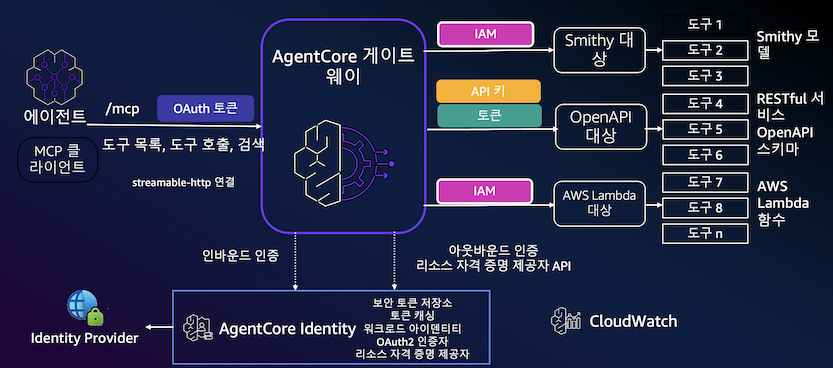 에이전트
MCP 클
라이언트
/mcp
OAuth 토큰
도구 목록, 도구 호출, 검색
streamable-http 연결
AgentCore 게이트
웨이
IAM
API 키
토큰
IAM
Smithy 대
상
OpenAPI
대상
AWS Lambda
대상
도구 1
도구 2
도구 3
도구 4
도구 5
도구 6
도구 7
도구 8
도구 n
Smithy 모
델
RESTful 서
비스
OpenAPI
스키마
AWS
Lambda
함수
인바운드 인증
아웃바운드 인증
리소스 자격 증명 제공자 API
Identity Provider
AgentCore Identity
보안 토큰 저장소
토큰 캐싱
워크로드 아이덴티티
OAuth2 인증자
리소스 자격 증명 제공자
CloudWatch